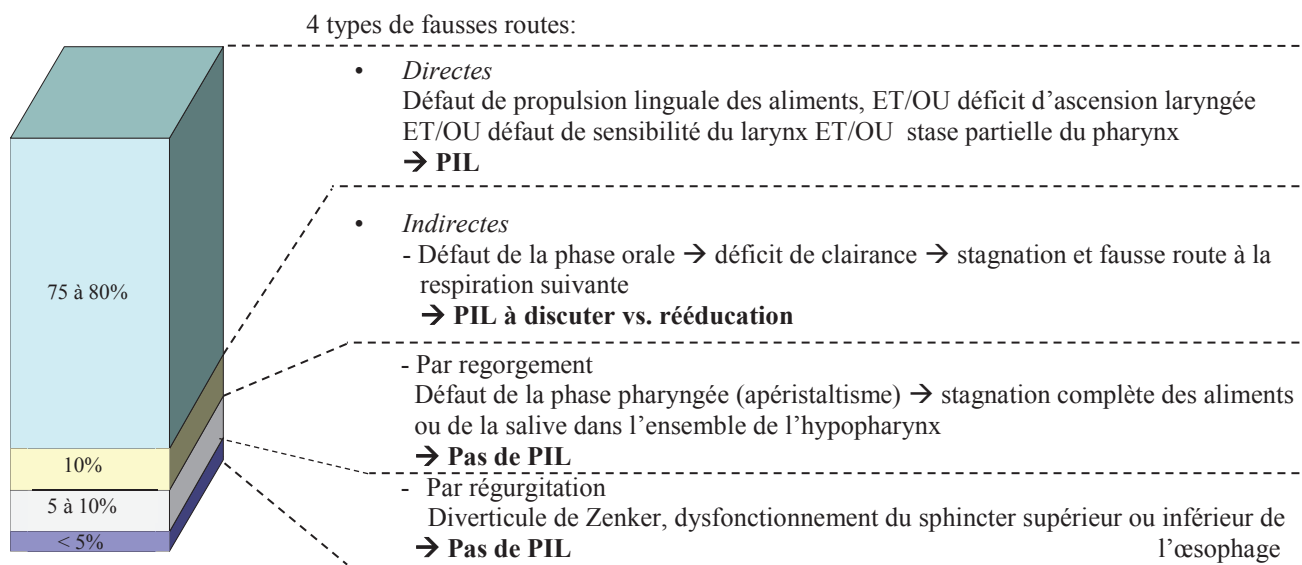 4 types de fausses routes:
• Directes
Défaut de propulsion linguale des aliments, ET/OU déficit d’ascension laryngée
ET/OU défaut de sensibilité du larynx ET/OU stase partielle du pharynx
→ PIL
• Indirectes
- Défaut de la phase orale → déficit de clairance → stagnation et fausse route à la
respiration suivante
→ PIL à discuter vs. rééducation
- Par regorgement
Défaut de la phase pharyngée (apéristaltisme) → stagnation complète des aliments
ou de la salive dans l’ensemble de l’hypopharynx
→ Pas de PIL
- Par régurgitation
Diverticule de Zenker, dysfonctionnement du sphincter supérieur ou inférieur de
→ Pas de PIL l’œsophage
75 à 80%
10%
5 à 10%
< 5%